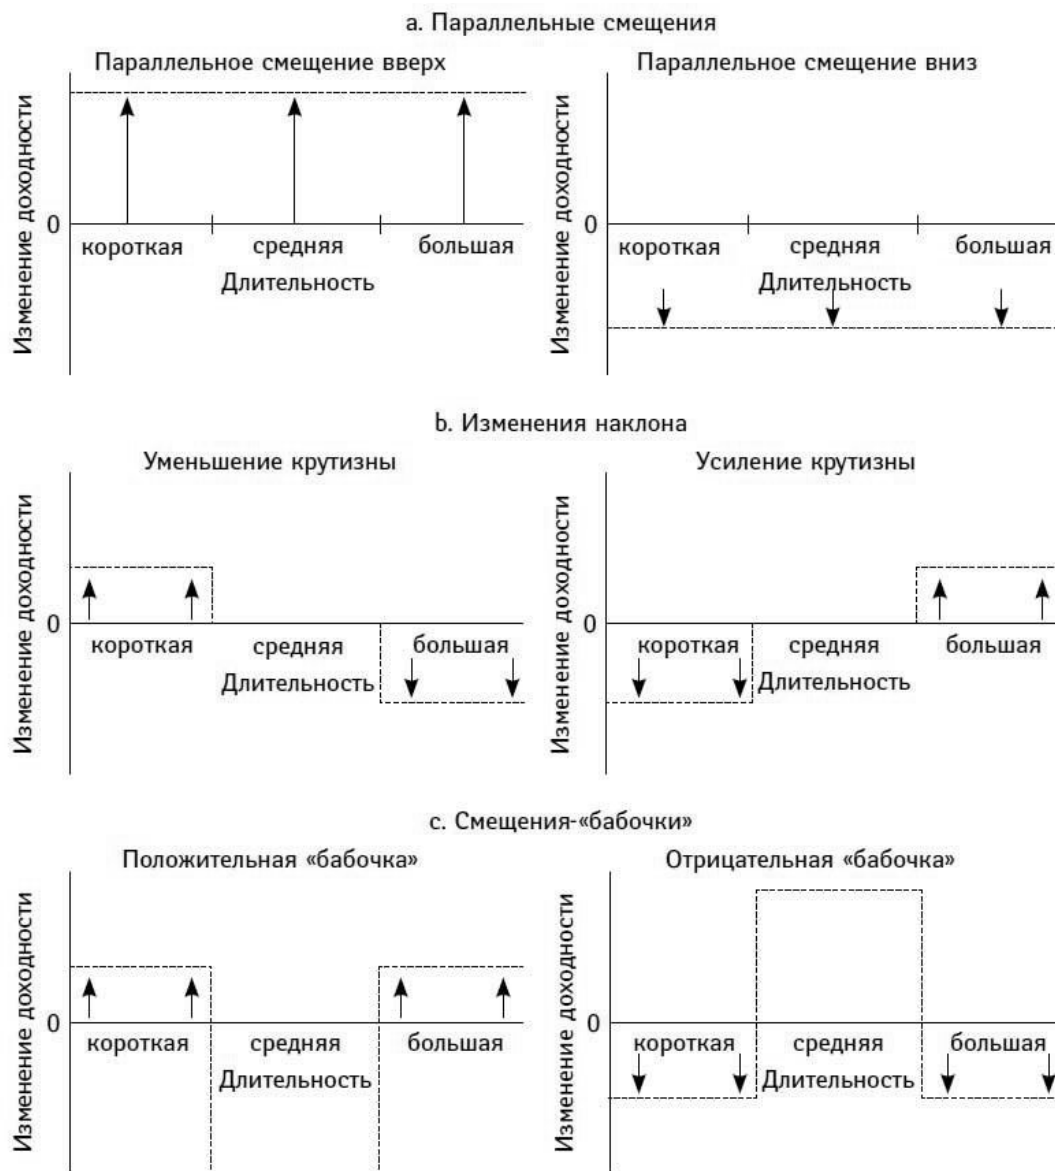 а. Параллельные смещения
Параллельное смещение вверх
Изменение доходности
0
короткая
средняя
большая
Длительность
Параллельное смещение вниз
Изменение доходности
0
короткая
средняя
большая
Длительность
b. Изменения наклона
Уменьшение крутизны
Изменение доходности
0
короткая
средняя
большая
Длительность
Усиление крутизны
Изменение доходности
0
короткая
средняя
большая
Длительность
с. Смещения-«бабочки»
Положительная «бабочка»
Изменение доходности
0
короткая
средняя
большая
Длительность
Отрицательная «бабочка»
Изменение доходности
0
короткая
средняя
большая
Длительность